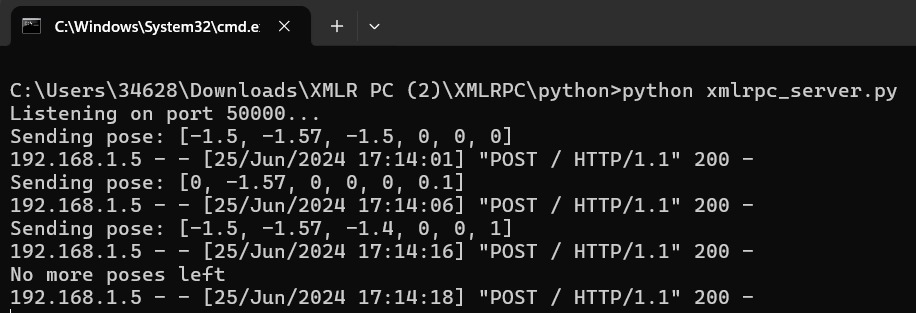 C:\Windows\System32\cmd.e
C:\Users\34628\Downloads\XMLR PC (2)\XMLRPC\python>python xmlrpc_server.py
Listening on port 50000...
Sending pose: [-1.5, -1.57, -1.5, 0, 0, 0]
192.168.1.5 - - [25/Jun/2024 17:14:01] "POST / HTTP/1.1" 200 -
Sending pose: [0, -1.57, 0, 0, 0, 0.1]
192.168.1.5 - - [25/Jun/2024 17:14:06] "POST / HTTP/1.1" 200 -
Sending pose: [-1.5, -1.57, -1.4, 0, 0, 1]
192.168.1.5 - - [25/Jun/2024 17:14:16] "POST / HTTP/1.1" 200 -
No more poses left
192.168.1.5 - - [25/Jun/2024 17:14:18] "POST / HTTP/1.1" 200 -